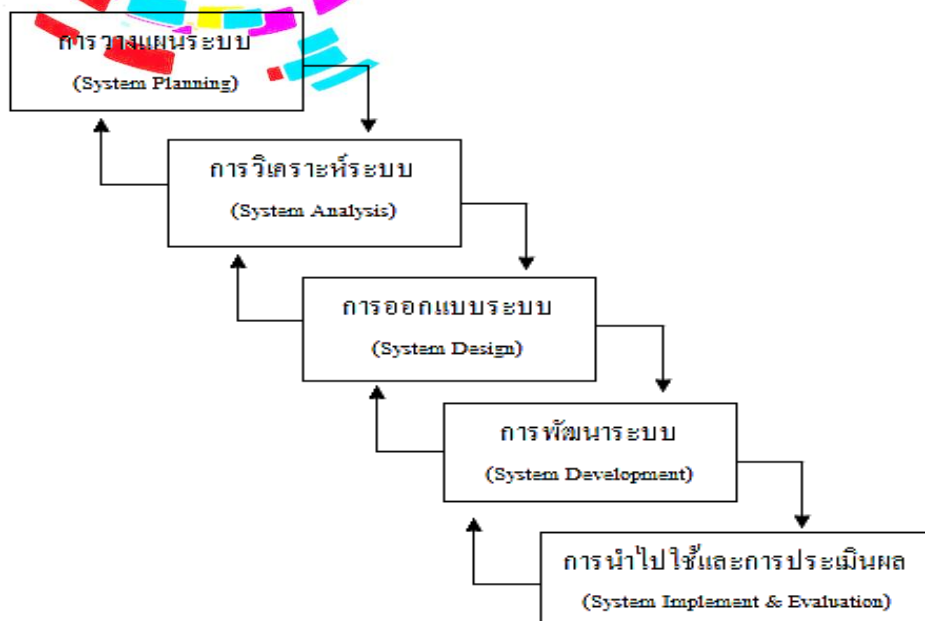 การวางแผนระบบ
(System Planning)
การวิเคราะห์ระบบ
(System Analysis)
การออกแบบระบบ
(System Design)
การพัฒนาระบบ
(System Development)
การนำไปใช้และการประเมินผล
(System Implement & Evaluation)